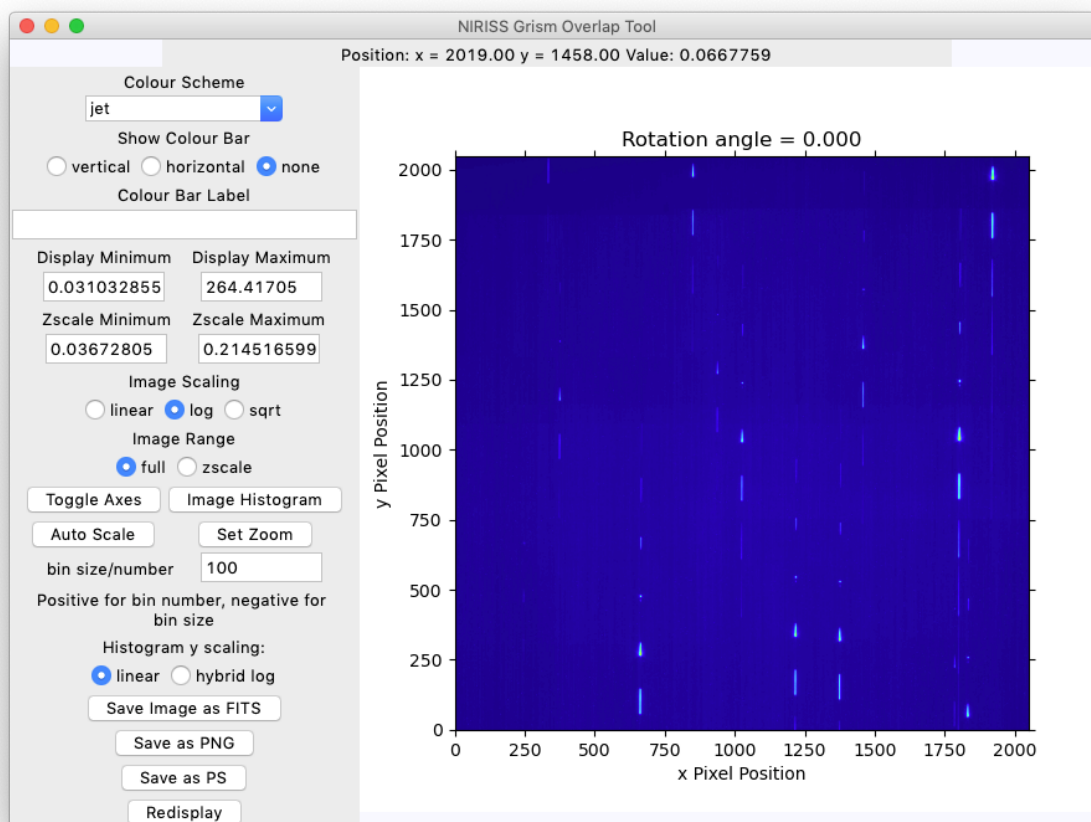 NIRISS Grism Overlap Tool
Position: x = 2019.00 y = 1458.00 Value: 0.0667759
Colour Scheme
jet
Show Colour Bar
vertical horizontal none
Colour Bar Label
Display Minimum Display Maximum
0.031032855 264.41705
Zscale Minimum Zscale Maximum
0.03672805 0.214516599
Image Scaling
linear log sqrt
Image Range
full zscale
Toggle Axes Image Histogram
Auto Scale Set Zoom
bin size/number 100
Positive for bin number, negative for
bin size
Histogram y scaling:
linear hybrid log
Save Image as FITS
Save as PNG
Save as PS
Redisplay
Rotation angle = 0.000
2000
1750
1500
1250
1000
750
500
250
0
y Pixel Position
0 250 500 750 1000 1250 1500 1750 2000
x Pixel Position